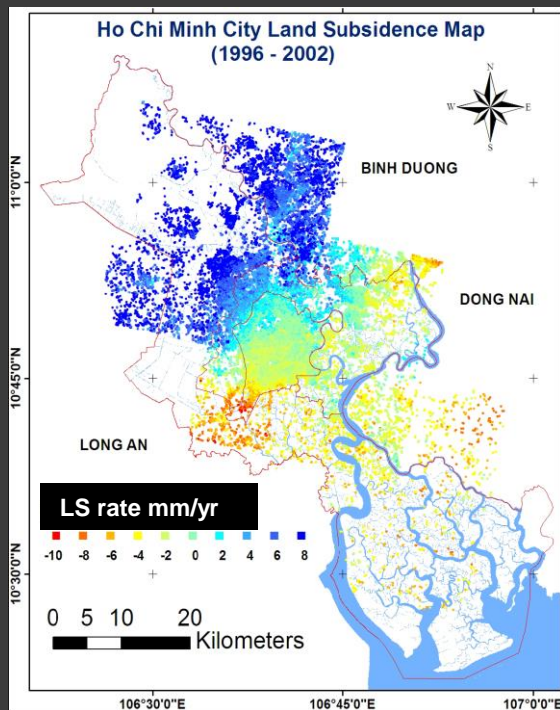 Ho Chi Minh City Land Subsidence Map
(1996 - 2002)
N
W E
S
BINH DUONG
11°0'0"N
DONG NAI
10°45'0"N
LONG AN
LS rate mm/yr
-10 -8 -6 -4 -2 0 2 4 6 8
10°30'0"N
0 5 10 20
Kilometers
106°30'0"E 106°45'0"E 107°0'0"E